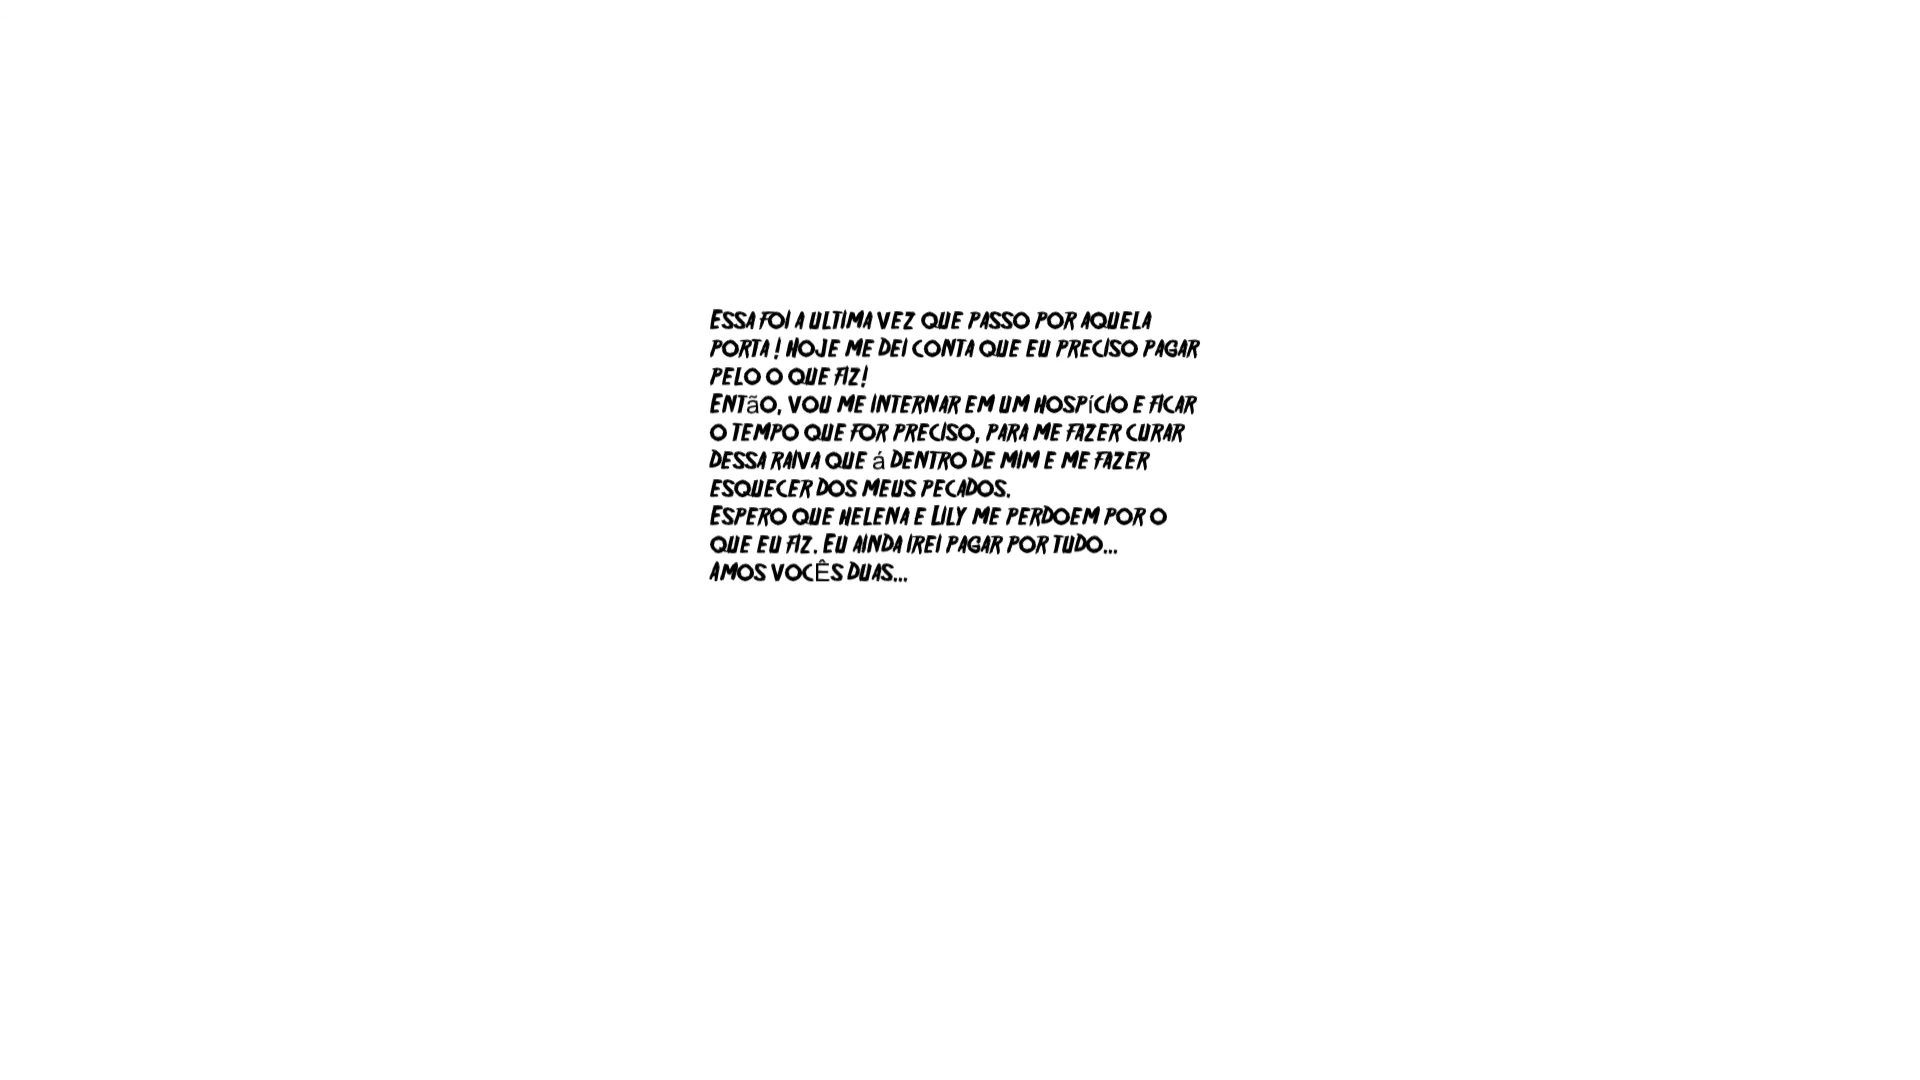 Essa foi a ultima vez que passo por aquela
porta ! Hoje me dei conta que eu preciso pagar
pelo o que fiz!
Então, vou me internar em um hospício e ficar
o tempo que for preciso, para me fazer curar
dessa raiva que á dentro de mim e me fazer
esquecer dos meus pecados.
Espero que Helena e Lily me perdoem por o
que eu fiz. Eu ainda irei pagar por tudo...
Amos vocÊs duas...